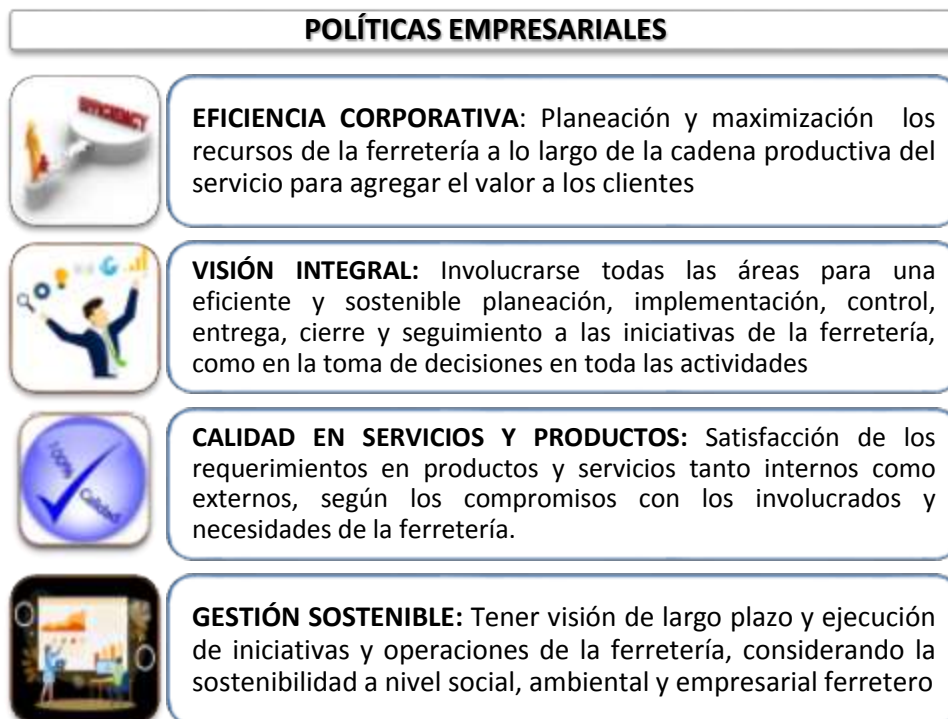 POLÍTICAS EMPRESARIALES
EFFICIENCY
EFICIENCIA CORPORATIVA: Planeación y maximización los
recursos de la ferretería a lo largo de la cadena productiva del
servicio para agregar el valor a los clientes
VISIÓN INTEGRAL: Involucrarse todas las áreas para una
eficiente y sostenible planeación, implementación, control,
entrega, cierre y seguimiento a las iniciativas de la ferretería,
como en la toma de decisiones en toda las actividades
100%
Calidad
CALIDAD EN SERVICIOS Y PRODUCTOS: Satisfacción de los
requerimientos en productos y servicios tanto internos como
externos, según los compromisos con los involucrados y
necesidades de la ferretería.
GESTIÓN SOSTENIBLE: Tener visión de largo plazo y ejecución
de iniciativas y operaciones de la ferretería, considerando la
sostenibilidad a nivel social, ambiental y empresarial ferretero